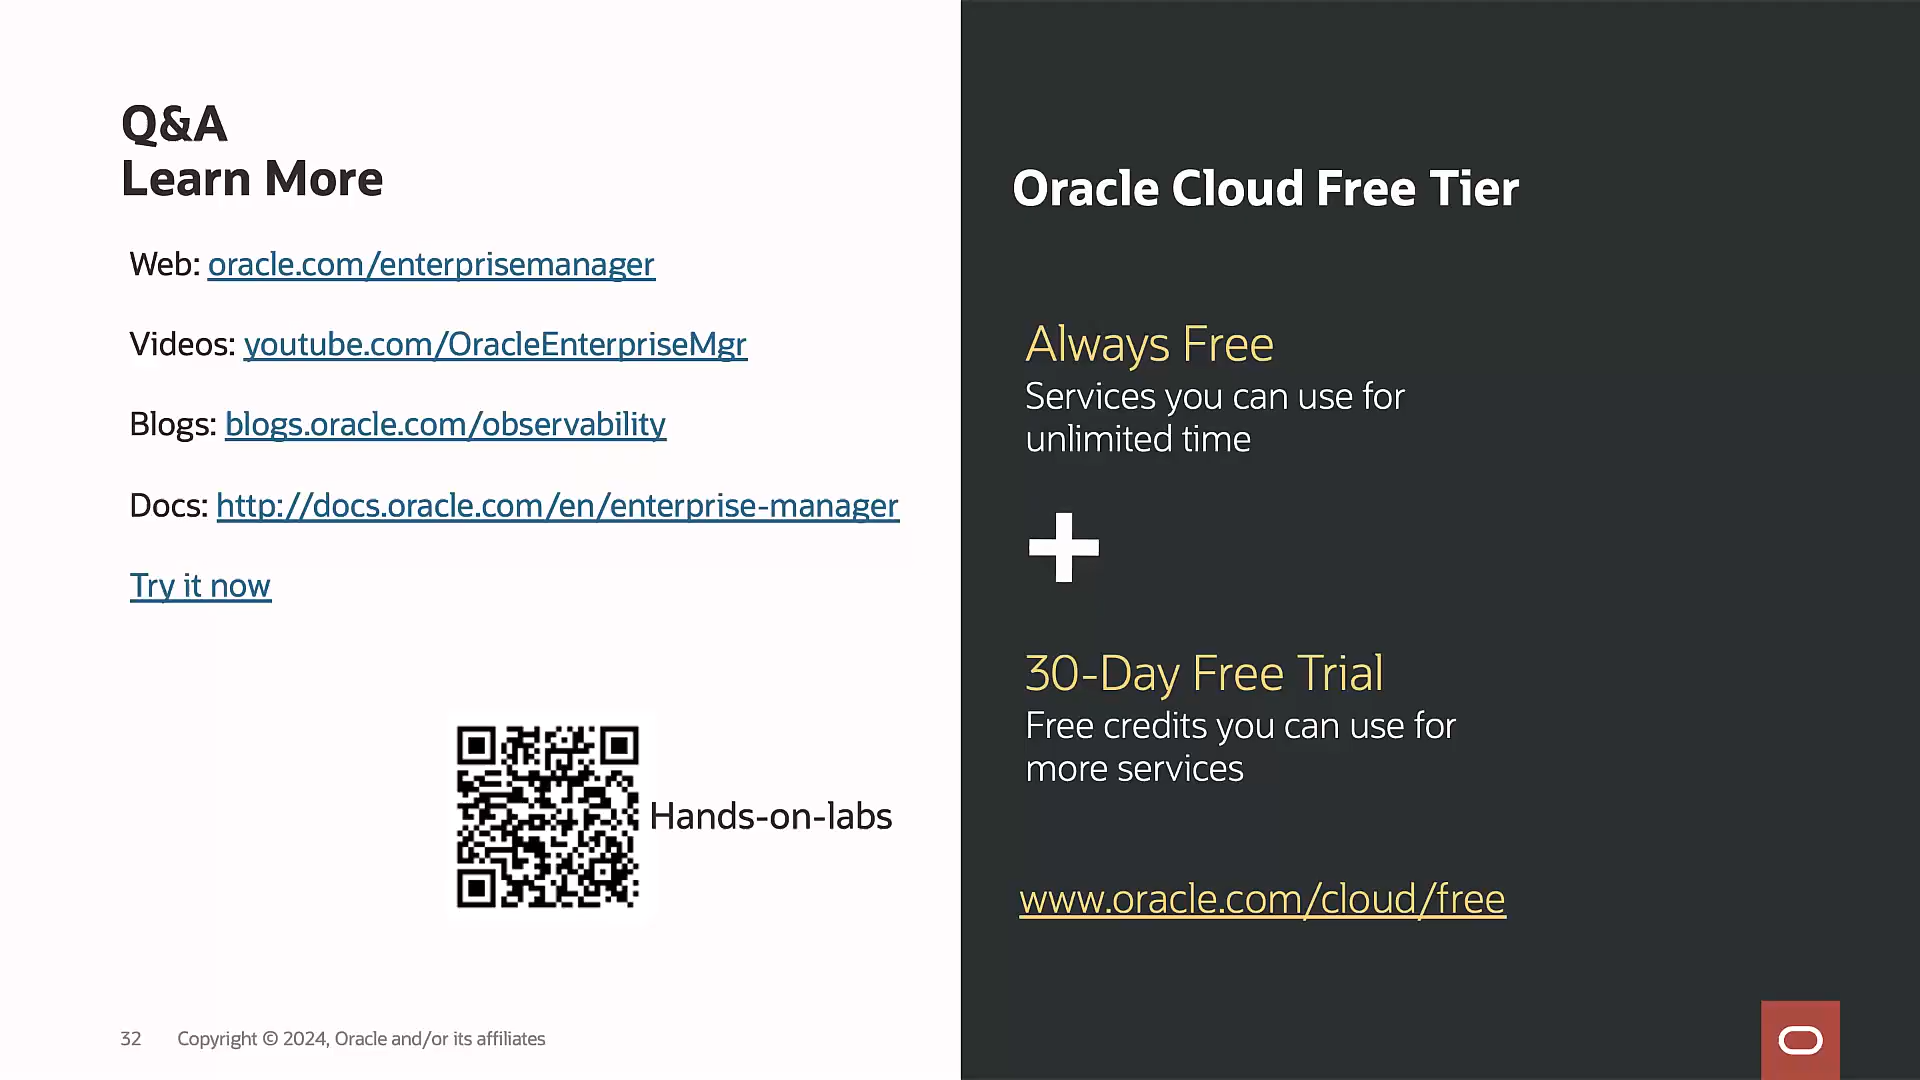 Q&A
Learn More
Web: oracle.com/enterprisemanager
Videos: youtube.com/OracleEnterpriseMgr
Blogs: blogs.oracle.com/observability
Docs: http://docs.oracle.com/en/enterprise-manager
Try it now
Hands-on-labs
32 Copyright © 2024, Oracle and/or its affiliates
Oracle Cloud Free Tier
Always Free
Services you can use for
unlimited time
+
30-Day Free Trial
Free credits you can use for
more services
www.oracle.com/cloud/free